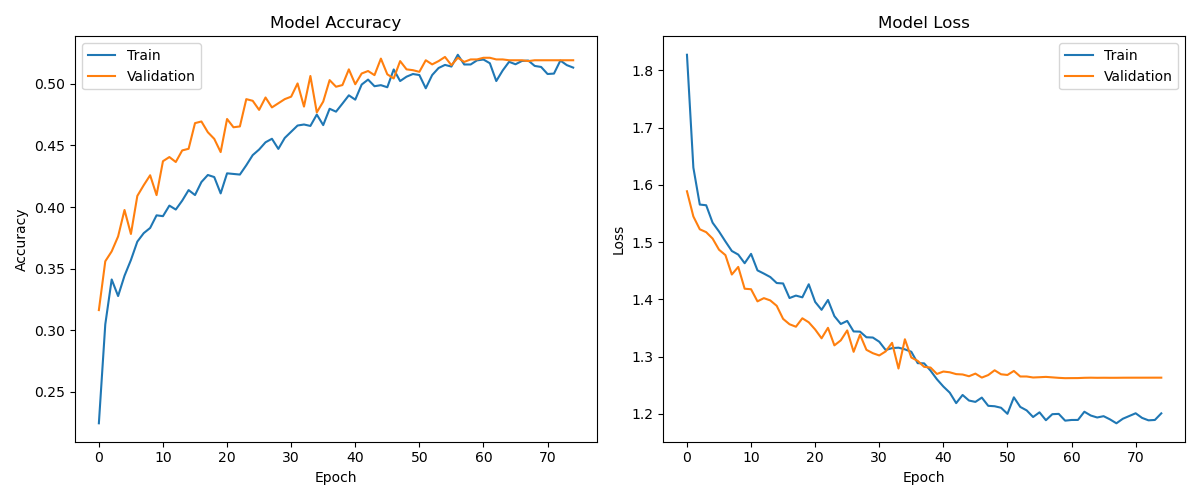 Model Accuracy
Train
Validation
0.50
0.45
0.40
0.35
0.30
0.25
Accuracy
0 10 20 30 40 50 60 70
Epoch
Model Loss
Train
Validation
1.8
1.7
1.6
1.5
1.4
1.3
1.2
Loss
0 10 20 30 40 50 60 70
Epoch